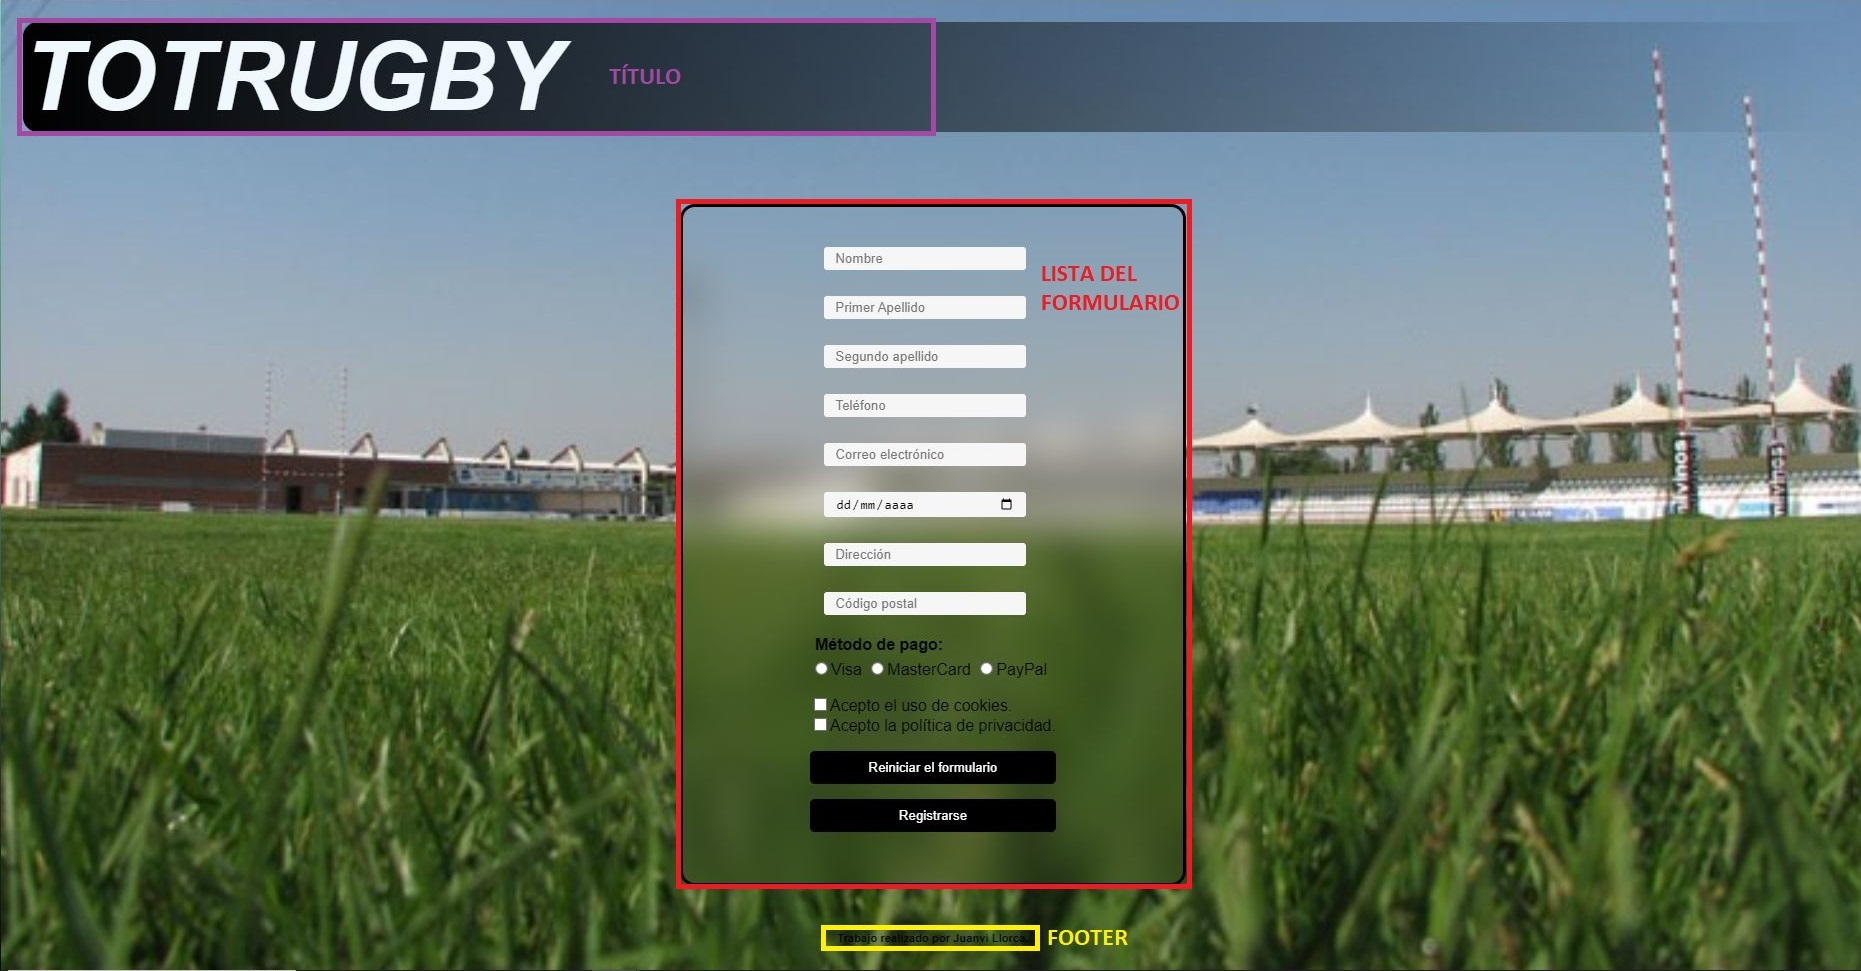 TOTRUGBY TÍTULO
Nombre
LISTA DEL
FORMULARIO
Primer Apellido
Segundo apellido
Teléfono
Correo electrónico
dd/mm/aaaa
Dirección
Código postal
Método de pago:
Visa MasterCard PayPal
Acepto el uso de cookies.
Acepto la política de privacidad.
Reiniciar el formulario
Registrarse
Trabajo realizado por Juanvi Llorca. FOOTER